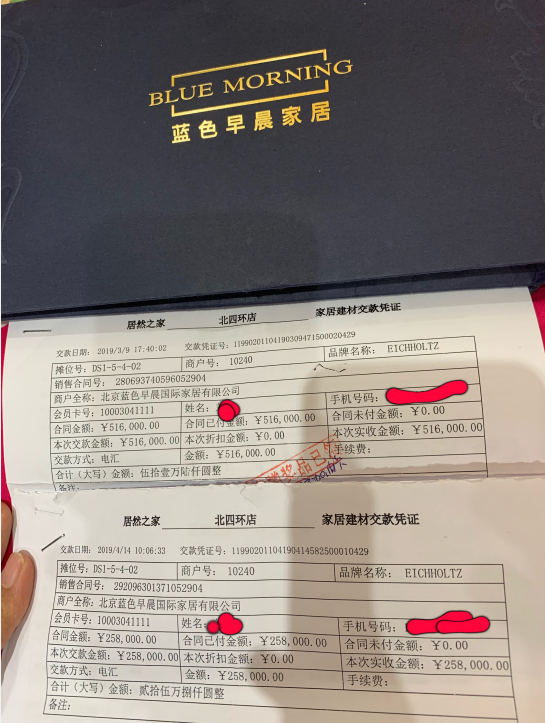 BLUE MORNING
蓝色早晨家居
居然之家 北四环店 家居建材交款凭证
交款日期: 2019/3/9 17:40:02 交款凭证号: 1199020110419030947150002​0429
摊位号: DS1-5-4-02 商户号: 10240 品牌名称: EICHHOLTZ
销售合同号: 280693740596052904
商户全称: 北京蓝色早晨国际家居有限公司
会员卡号: 10003041111 姓名: 手机号码:
合同金额: ￥516,000.00 合同已付金额: ￥516,000.00 合同未付金额: ￥0.00
本次交款金额: ￥516,000.00 本次折扣金额: ￥0.00 本次实收金额: ￥516,000.00
交款方式: 电汇 金额: ￥516,000.00 手续费:
合计(大写)金额: 伍拾壹万陆仟圆整
备注:
奖品已
居然之家 北四环店 家居建材交款凭证
交款日期: 2019/4/14 10:06:33 交款凭证号: 11990201104190414582500010429
摊位号: DS1-5-4-02 商户号: 10240 品牌名称: EICHHOLTZ
销售合同号: 292096301371052904
商户全称: 北京蓝色早晨国际家居有限公司
会员卡号: 10003041111 姓名: 手机号码:
合同金额: ￥258,000.00 合同已付金额: ￥258,000.00 合同未付金额: ￥0.00
本次交款金额: ￥258,000.00 本次折扣金额: ￥0.00 本次实收金额: ￥258,000.00
交款方式: 电汇 金额: ￥258,000.00 手续费:
合计(大写)金额: 贰拾伍万捌仟圆整
备注: